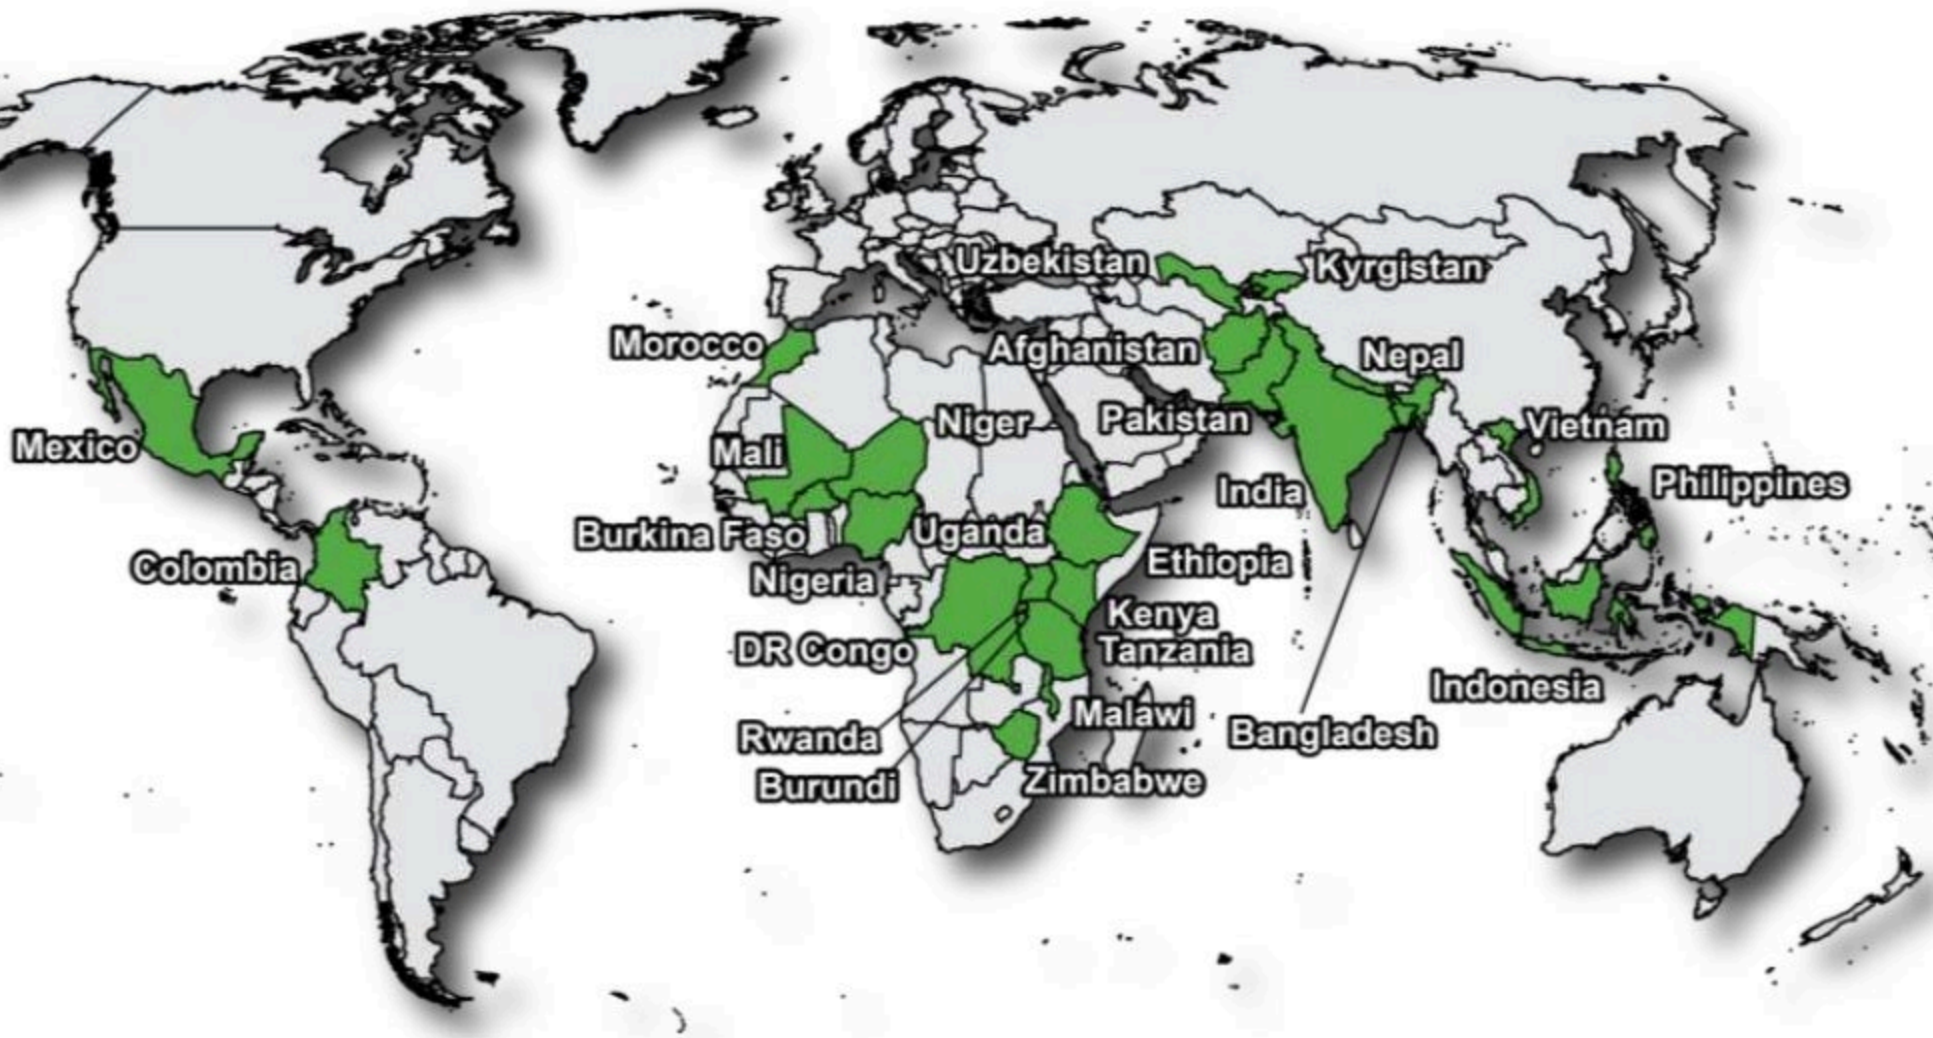 Uzbekistan
Kyrgistan
Morocco
Afghanistan
Nepal
Mexico
Mali
Niger
Pakistan
Vietnam
India
Philippines
Burkina Faso
Uganda
Colombia
Nigeria
Ethiopia
Kenya
DR Congo
Tanzania
Indonesia
Malawi
Rwanda
Bangladesh
Burundi
Zimbabwe